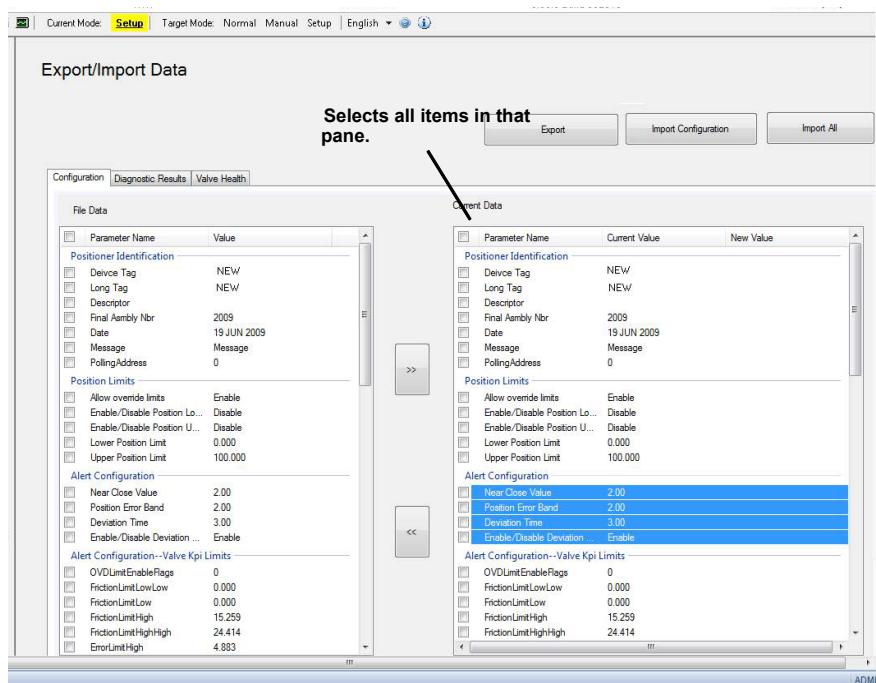 Current Mode: Setup Target Mode: Normal Manual Setup English
Export/Import Data
Selects all items in that
pane.
Export Import Configuration Import All
Configuration Diagnostic Results Valve Health
File Data Current Data
Parameter Name Value Parameter Name Current Value New Value
Positioner Identification Positioner Identification
Deivce Tag NEW Deivce Tag NEW
Long Tag NEW Long Tag NEW
Descriptor Descriptor
Final Asmbly Nbr 2009 Final Asmbly Nbr 2009
Date 19 JUN 2009 Date 19 JUN 2009
Message Message Message Message
PollingAddress 0 >> PollingAddress 0
Position Limits Position Limits
Allow override limits Enable Allow override limits Enable
Enable/Disable Position Lo... Disable Enable/Disable Position Lo... Disable
Enable/Disable Position U... Disable Enable/Disable Position U... Disable
Lower Position Limit 0.000 Lower Position Limit 0.000
Upper Position Limit 100.000 Upper Position Limit 100.000
Alert Configuration Alert Configuration
Near Close Value 2.00 Near Close Value 2.00
Position Error Band 2.00 Position Error Band 2.00
Deviation Time 3.00 << Deviation Time 3.00
Enable/Disable Deviation ... Enable Enable/Disable Deviation ... Enable
Alert Configuration--Valve Kpi Limits Alert Configuration--Valve Kpi Limits
OVDLimitEnableFlags 0 OVDLimitEnableFlags 0
FrictionLimitLowLow 0.000 FrictionLimitLowLow 0.000
FrictionLimitLow 0.000 FrictionLimitLow 0.000
FrictionLimitHigh 15.259 FrictionLimitHigh 15.259
FrictionLimitHighHigh 24.414 FrictionLimitHighHigh 24.414
ErrorLimitHigh 4.883
ADMI